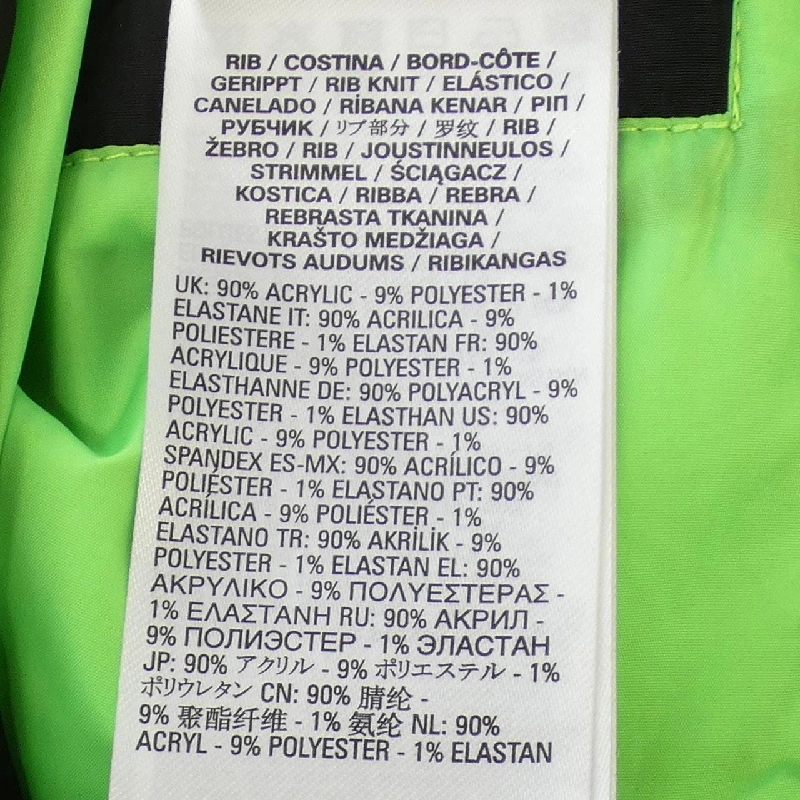 RIB / COSTINA / BORD-CÔTE /
GERIPPT / RIB KNIT / ELÁSTICO /
CANELADO / RİBANA KENAR / ΡΙΠ /
РУБЧИК / リブ部分 / 罗纹 / RIB /
ŽEBRO / RIB / JOUSTINNEULOS /
STRIMMEL / ŚCIĄGACZ /
KOSTICA / RIBBA / REBRA /
REBRASTA TKANINA /
KRAŠTO MEDŽIAGA /
RIEVOTS AUDUMS / RIBIKANGAS
UK: 90% ACRYLIC - 9% POLYESTER - 1%
ELASTANE IT: 90% ACRILICA - 9%
POLIESTERE - 1% ELASTAN FR: 90%
ACRYLIQUE - 9% POLYESTER - 1%
ELASTHANNE DE: 90% POLYACRYL - 9%
POLYESTER - 1% ELASTHAN US: 90%
ACRYLIC - 9% POLYESTER - 1%
SPANDEX ES-MX: 90% ACRÍLICO - 9%
POLIÉSTER - 1% ELASTANO PT: 90%
ACRÍLICA - 9% POLIÉSTER - 1%
ELASTANO TR: 90% AKRİLİK - 9%
POLYESTER - 1% ELASTAN EL: 90%
ΑΚΡΥΛΙΚΟ - 9% ΠΟΛΥΕΣΤΕΡΑΣ -
1% ΕΛΑΣΤΑΝΗ RU: 90% АКРИЛ -
9% ПОЛИЭСТЕР - 1% ЭЛАСТАН
JP: 90% アクリル - 9% ポリエステル - 1%
ポリウレタン CN: 90% 腈纶 -
9% 聚酯纤维 - 1% 氨纶 NL: 90%
ACRYL - 9% POLYESTER - 1% ELASTAN